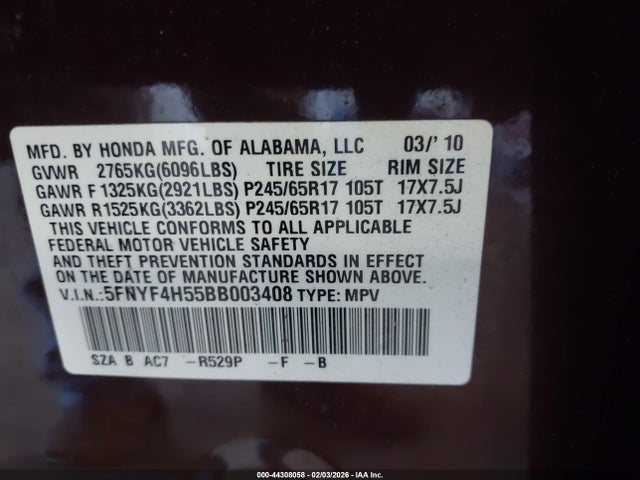 MFD. BY HONDA MFG. OF ALABAMA, LLC 03/'10
GVWR 2765KG(6096LBS) TIRE SIZE RIM SIZE
GAWR F1325KG(2921LBS) P245/65R17 105T 17X7.5J
GAWR R1525KG(3362LBS) P245/65R17 105T 17X7.5J
THIS VEHICLE CONFORMS TO ALL APPLICABLE
FEDERAL MOTOR VEHICLE SAFETY
AND THEFT PREVENTION STANDARDS IN EFFECT
ON THE DATE OF MANUFACTURE SHOWN ABOVE.
V.I.N.:5FNYF4H55BB003408 TYPE: MPV
SZA B AC7 -R529P -F -B
000-44308058 - 02/03/2026 - IAA Inc.